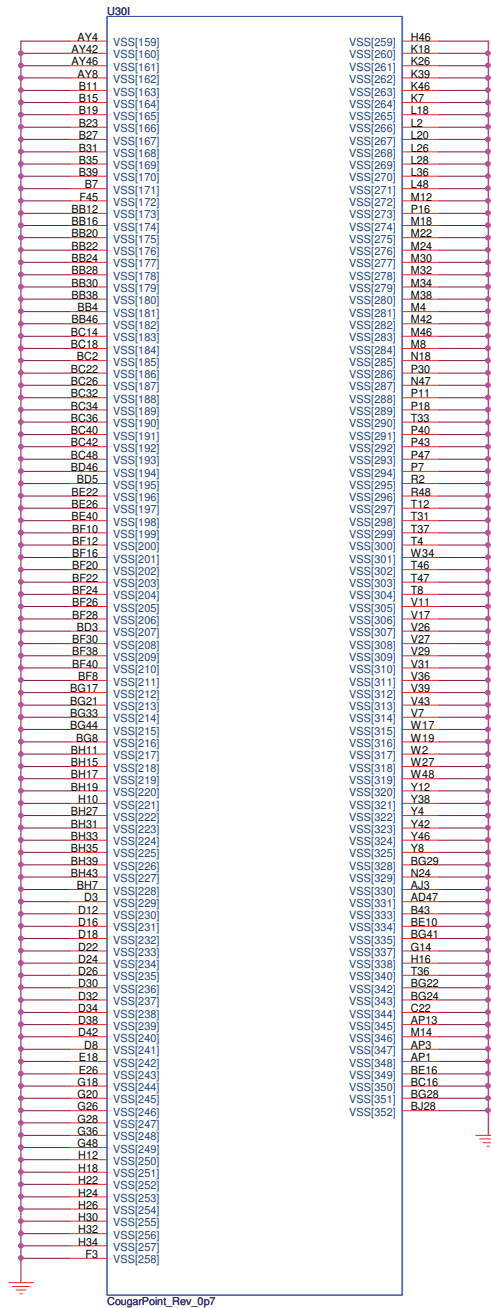 U30I
AY4 VSS[159]
AY42 VSS[160]
AY46 VSS[161]
AY8 VSS[162]
B11 VSS[163]
B15 VSS[164]
B19 VSS[165]
B23 VSS[166]
B27 VSS[167]
B31 VSS[168]
B35 VSS[169]
B39 VSS[170]
B7 VSS[171]
F45 VSS[172]
BB12 VSS[173]
BB16 VSS[174]
BB20 VSS[175]
BB22 VSS[176]
BB24 VSS[177]
BB28 VSS[178]
BB30 VSS[179]
BB38 VSS[180]
BB4 VSS[181]
BB46 VSS[182]
BC14 VSS[183]
BC18 VSS[184]
BC2 VSS[185]
BC22 VSS[186]
BC26 VSS[187]
BC32 VSS[188]
BC34 VSS[189]
BC36 VSS[190]
BC40 VSS[191]
BC42 VSS[192]
BC48 VSS[193]
BD46 VSS[194]
BD5 VSS[195]
BE22 VSS[196]
BE26 VSS[197]
BE40 VSS[198]
BF10 VSS[199]
BF12 VSS[200]
BF16 VSS[201]
BF20 VSS[202]
BF22 VSS[203]
BF24 VSS[204]
BF26 VSS[205]
BF28 VSS[206]
BD3 VSS[207]
BF30 VSS[208]
BF38 VSS[209]
BF40 VSS[210]
BF8 VSS[211]
BG17 VSS[212]
BG21 VSS[213]
BG33 VSS[214]
BG44 VSS[215]
BG8 VSS[216]
BH11 VSS[217]
BH15 VSS[218]
BH17 VSS[219]
BH19 VSS[220]
H10 VSS[221]
BH27 VSS[222]
BH31 VSS[223]
BH33 VSS[224]
BH35 VSS[225]
BH39 VSS[226]
BH43 VSS[227]
BH7 VSS[228]
D3 VSS[229]
D12 VSS[230]
D16 VSS[231]
D18 VSS[232]
D22 VSS[233]
D24 VSS[234]
D26 VSS[235]
D30 VSS[236]
D32 VSS[237]
D34 VSS[238]
D38 VSS[239]
D42 VSS[240]
D8 VSS[241]
E18 VSS[242]
E26 VSS[243]
G18 VSS[244]
G20 VSS[245]
G26 VSS[246]
G28 VSS[247]
G36 VSS[248]
G48 VSS[249]
H12 VSS[250]
H18 VSS[251]
H22 VSS[252]
H24 VSS[253]
H26 VSS[254]
H30 VSS[255]
H32 VSS[256]
H34 VSS[257]
F3 VSS[258]
VSS[259] H46
VSS[260] K18
VSS[261] K26
VSS[262] K39
VSS[263] K46
VSS[264] K7
VSS[265] L18
VSS[266] L2
VSS[267] L20
VSS[268] L26
VSS[269] L28
VSS[270] L36
VSS[271] L48
VSS[272] M12
VSS[273] P16
VSS[274] M18
VSS[275] M22
VSS[276] M24
VSS[277] M30
VSS[278] M32
VSS[279] M34
VSS[280] M38
VSS[281] M4
VSS[282] M42
VSS[283] M46
VSS[284] M8
VSS[285] N18
VSS[286] P30
VSS[287] N47
VSS[288] P11
VSS[289] P18
VSS[290] T33
VSS[291] P40
VSS[292] P43
VSS[293] P47
VSS[294] P7
VSS[295] R2
VSS[296] R48
VSS[297] T12
VSS[298] T31
VSS[299] T37
VSS[300] T4
VSS[301] W34
VSS[302] T46
VSS[303] T47
VSS[304] T8
VSS[305] V11
VSS[306] V17
VSS[307] V26
VSS[308] V27
VSS[309] V29
VSS[310] V31
VSS[311] V36
VSS[312] V39
VSS[313] V43
VSS[314] V7
VSS[315] W17
VSS[316] W19
VSS[317] W2
VSS[318] W27
VSS[319] W48
VSS[320] Y12
VSS[321] Y38
VSS[322] Y4
VSS[323] Y42
VSS[324] Y46
VSS[325] Y8
VSS[328] BG29
VSS[329] N24
VSS[330] AJ3
VSS[331] AD47
VSS[333] B43
VSS[334] BE10
VSS[335] BG41
VSS[337] G14
VSS[338] H16
VSS[340] T36
VSS[342] BG22
VSS[343] BG24
VSS[344] C22
VSS[345] AP13
VSS[346] M14
VSS[347] AP3
VSS[348] AP1
VSS[349] BE16
VSS[350] BC16
VSS[351] BG28
VSS[352] BJ28
CougarPoint_Rev_0p7